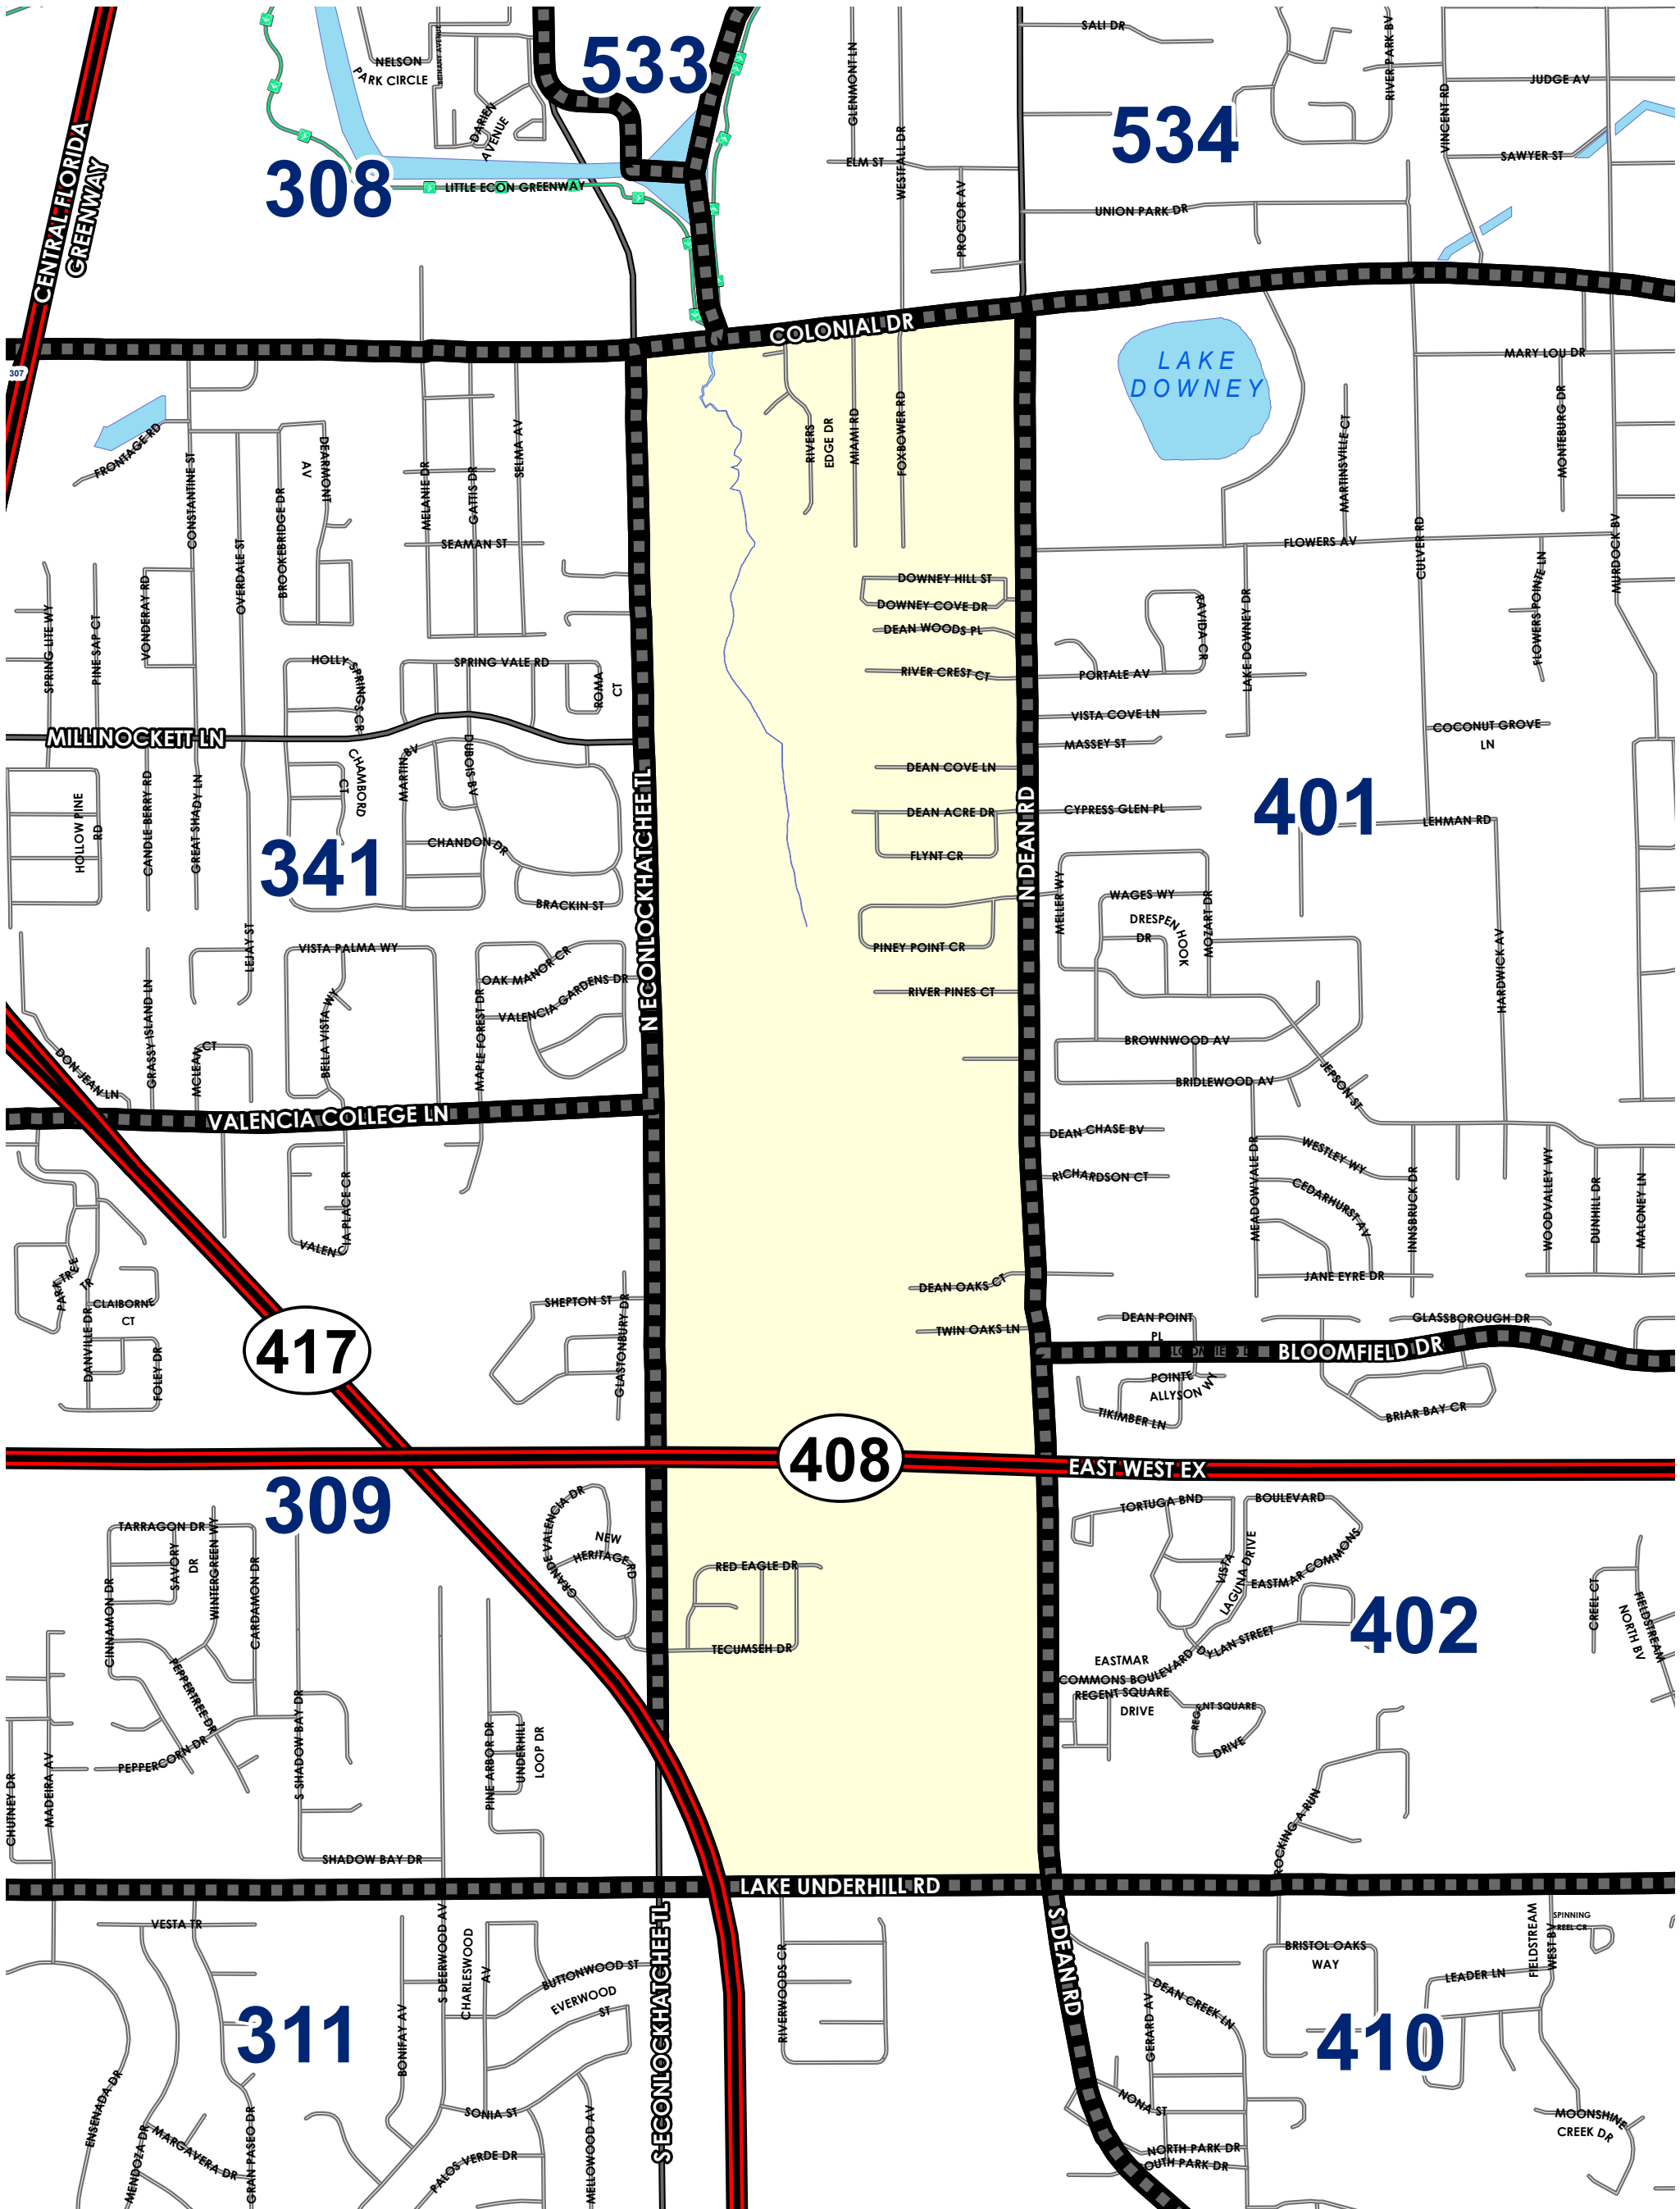 NELSON
PARK CIRCLE
BETHANY AVENUE
DARIEN
AVENUE
533
GLENMONT LN
SALI DR
RIVER PARK BV
JUDGE AV
VINCENT RD
534
ELM ST
WESTFALL DR
PROCTOR AV
SAWYER ST
UNION PARK DR
CENTRAL FLORIDA
GREENWAY
308
LITTLE ECON GREENWAY
COLONIAL DR
307
LAKE
DOWNEY
MARY LOU DR
FRONTAGE RD
CONSTANTINE ST
OVERDALE ST
BROOKEBRIDGE DR
DEARMONT
AV
MELANIE DR
GATTIS DR
SELMA AV
SEAMAN ST
RIVERS
EDGE DR
MIAMI RD
FOXBOWER RD
MARTINSVILLE CT
CULVER RD
MONTEBURG DR
MURDOCK BV
FLOWERS AV
SPRING LITE WY
PINE SAP CT
VONDERAY RD
DOWNEY HILL ST
DOWNEY COVE DR
DEAN WOODS PL
RIVER CREST CT
RAVIDA CR
LAKE DOWNEY DR
FLOWERS POINTE LN
PORTALE AV
HOLLY SPRINGS CR
SPRING VALE RD
ROMA
CT
VISTA COVE LN
MASSEY ST
COCONUT GROVE
LN
MILLINOCKETT LN
CHAMBORD
CT
MARTIN BV
DUBOIS BV
HOLLOW PINE
RD
CANDLE BERRY RD
GREAT SHADY LN
DEAN COVE LN
DEAN ACRE DR
FLYNT CR
CYPRESS GLEN PL
401
LEHMAN RD
341
CHANDON DR
BRACKIN ST
N ECONLOCKHATCHEE TL
N DEAN RD
MELLER WY
WAGES WY
DRESPEN HOOK
DR
MOZART DR
PINEY POINT CR
LEJAY ST
VISTA PALMA WY
OAK MANOR CR
VALENCIA GARDENS DR
RIVER PINES CT
HARDWICK AV
GRASSY ISLAND LN
MCLEAN CT
BELLA VISTA WY
MAPLE FOREST DR
BROWNWOOD AV
BRIDLEWOOD AV
JEPSON ST
DON JEAN LN
VALENCIA COLLEGE LN
DEAN CHASE BV
RICHARDSON CT
MEADOWVALE DR
WESTLEY WY
CEDARHURST AV
INNSBRUCK DR
WOODVALLEY WY
DUNHILL DR
MALONEY LN
VALENCIA PLACE CR
PARK TREE
TR
CLAIBORNE
CT
DANVILLE DR
FOLEY DR
SHEPTON ST
GLASTONBURY DR
DEAN OAKS CT
TWIN OAKS LN
JANE EYRE DR
DEAN POINT
PL
GLASSBOROUGH DR
BLOOMFIELD DR
BLOOMFIELD DR
417
POINTE
ALLYSON WY
TIKIMBER LN
BRIAR BAY CR
408
EAST WEST EX
309
TARRAGON DR
SAVORY
DR
WINTERGREEN WY
CINNAMON DR
CARDAMON DR
PEPPERTREE DR
PEPPERCORN DR
GRANDE VALENCIA DR
NEW
HERITAGE RD
RED EAGLE DR
TECUMSEH DR
TORTUGA BND
BOULEVARD
VISTA
LAGUNA DRIVE
EASTMAR COMMONS
DYLAN STREET
402
CREEL CT
FIELDSTREAM
NORTH BV
EASTMAR
COMMONS BOULEVARD
REGENT SQUARE
DRIVE
REGENT SQUARE
DRIVE
CHUTNEY DR
MADEIRA AV
S SHADOW BAY DR
PINE ARBOR DR
UNDERHILL
LOOP DR
SHADOW BAY DR
ROCKING A RUN
LAKE UNDERHILL RD
VESTA TR
S DEERWOOD AV
CHARLESWOOD
AV
BUTTONWOOD ST
EVERWOOD
ST
BONIFAY AV
311
S ECONLOCKHATCHEE TL
RIVERWOODS CR
S DEAN RD
DEAN CREEK LN
GERARD AV
BRISTOL OAKS
WAY
LEADER LN
FIELDSTREAM
WEST BV
SPINNING
REEL CR
410
ENSENADA DR
MENDOZA DR
MARGAVERA DR
GRAN PASEO DR
SONIA ST
PALOS VERDE DR
MELLOWOOD AV
NONA ST
NORTH PARK DR
SOUTH PARK DR
MOONSHINE
CREEK DR